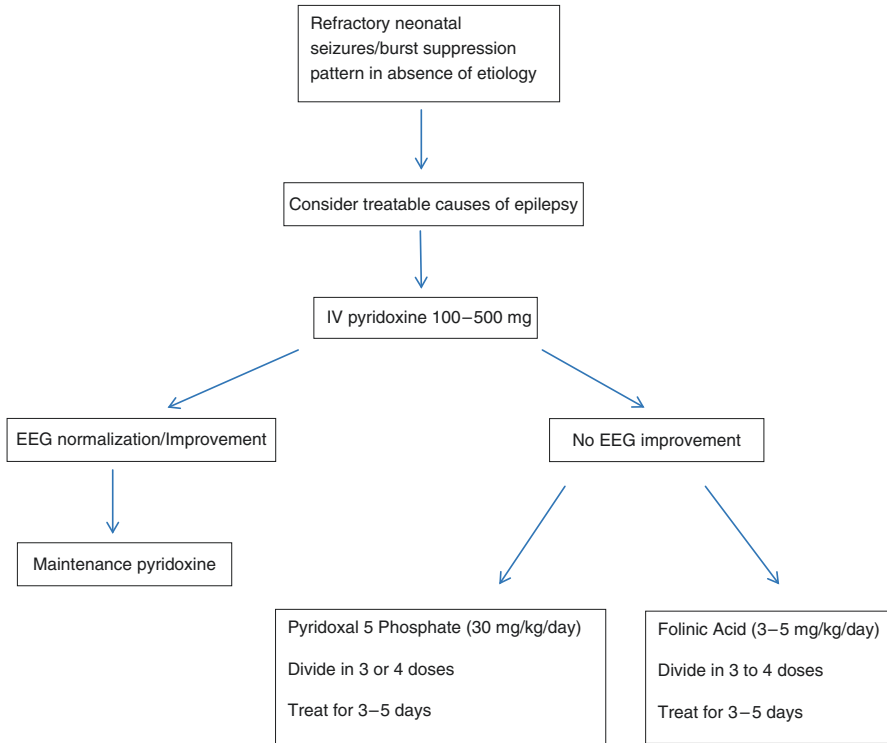 Refractory neonatal
seizures/burst suppression
pattern in absence of etiology
Consider treatable causes of epilepsy
IV pyridoxine 100–500 mg
EEG normalization/Improvement
No EEG improvement
Maintenance pyridoxine
Pyridoxal 5 Phosphate (30 mg/kg/day)
Divide in 3 or 4 doses
Treat for 3–5 days
Folinic Acid (3–5 mg/kg/day)
Divide in 3 to 4 doses
Treat for 3–5 days